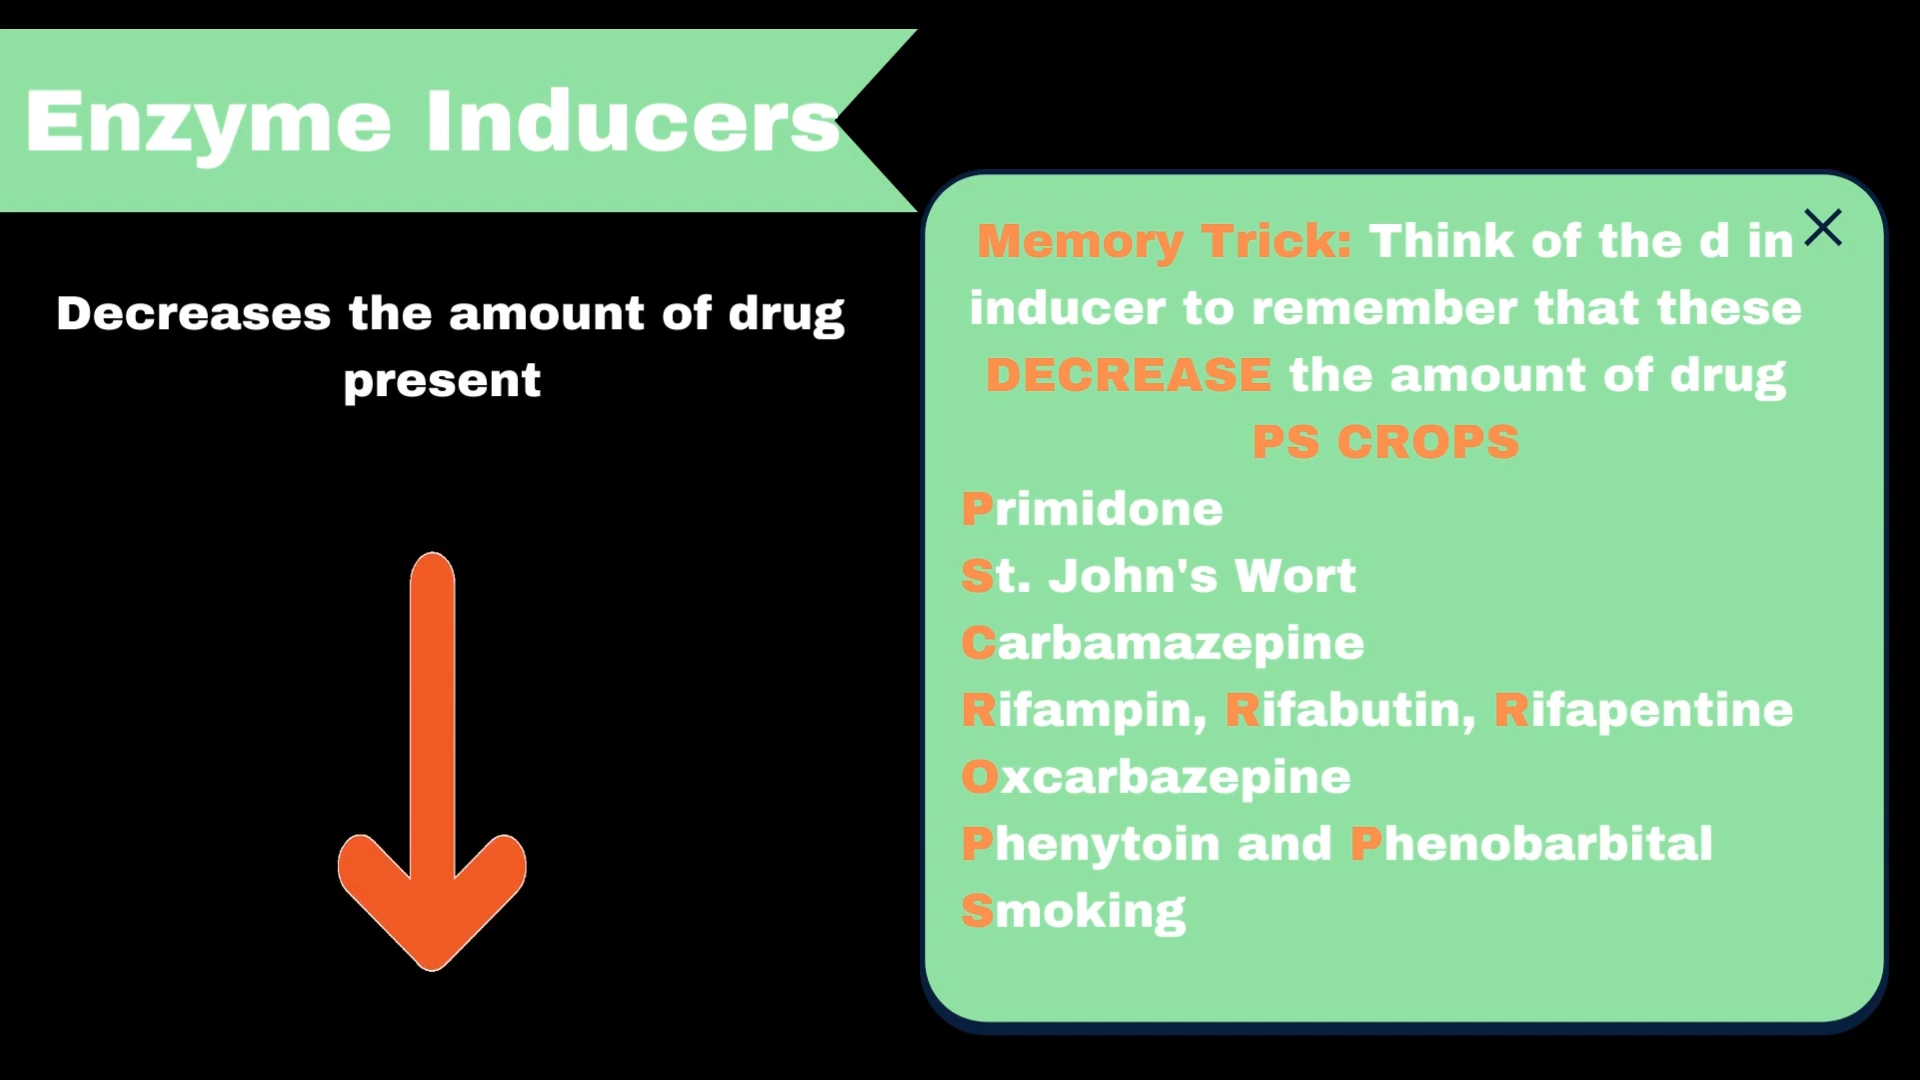 Enzyme Inducers
Decreases the amount of drug
present
Memory Trick: Think of the d in
inducer to remember that these
DECREASE the amount of drug
PS CROPS
Primidone
St. John's Wort
Carbamazepine
Rifampin, Rifabutin, Rifapentine
Oxcarbazepine
Phenytoin and Phenobarbital
Smoking